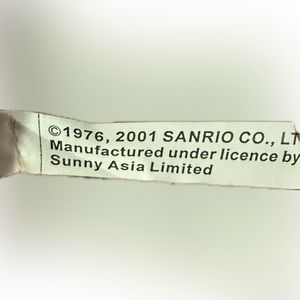 ©1976, 2001 SANRIO CO., LT
Manufactured under licence by
Sunny Asia Limited